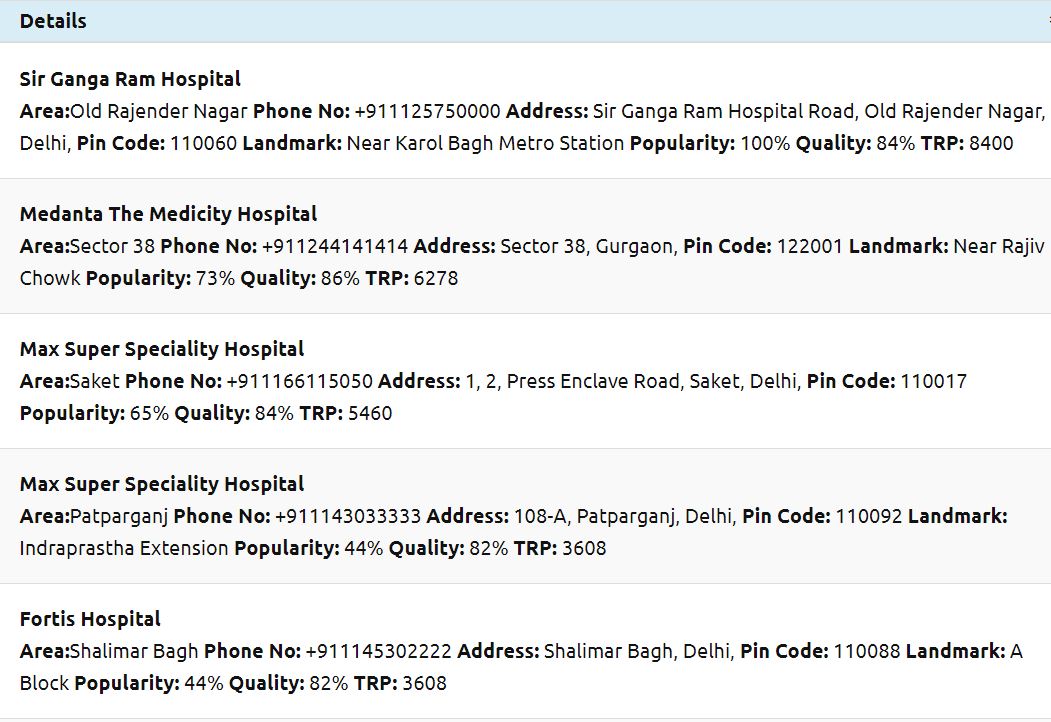 Details
Sir Ganga Ram Hospital
Area:Old Rajender Nagar Phone No: +911125750000 Address: Sir Ganga Ram Hospital Road, Old Rajender Nagar,
Delhi, Pin Code: 110060 Landmark: Near Karol Bagh Metro Station Popularity: 100% Quality: 84% TRP: 8400
Medanta The Medicity Hospital
Area:Sector 38 Phone No: +911244141414 Address: Sector 38, Gurgaon, Pin Code: 122001 Landmark: Near Rajiv
Chowk Popularity: 73% Quality: 86% TRP: 6278
Max Super Speciality Hospital
Area:Saket Phone No: +911166115050 Address: 1, 2, Press Enclave Road, Saket, Delhi, Pin Code: 110017
Popularity: 65% Quality: 84% TRP: 5460
Max Super Speciality Hospital
Area:Patparganj Phone No: +911143033333 Address: 108-A, Patparganj, Delhi, Pin Code: 110092 Landmark:
Indraprastha Extension Popularity: 44% Quality: 82% TRP: 3608
Fortis Hospital
Area:Shalimar Bagh Phone No: +911145302222 Address: Shalimar Bagh, Delhi, Pin Code: 110088 Landmark: A
Block Popularity: 44% Quality: 82% TRP: 3608